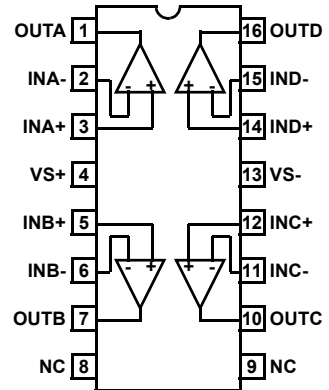 OUTA 1 16 OUTD
INA- 2 - + + - 15 IND-
INA+ 3 14 IND+
VS+ 4 13 VS-
INB+ 5 12 INC+
INB- 6 - + + - 11 INC-
OUTB 7 10 OUTC
NC 8 9 NC